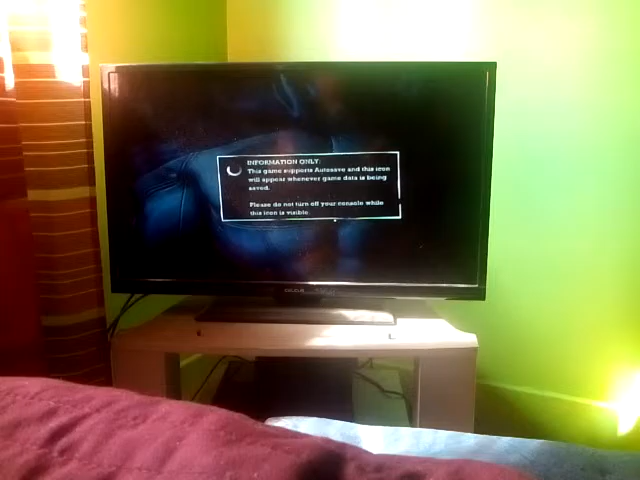 INFORMATION ONLY:
This game supports Autosave and this icon
will appear whenever game data is being
saved.
Please do not turn off your console while
this icon is visible.